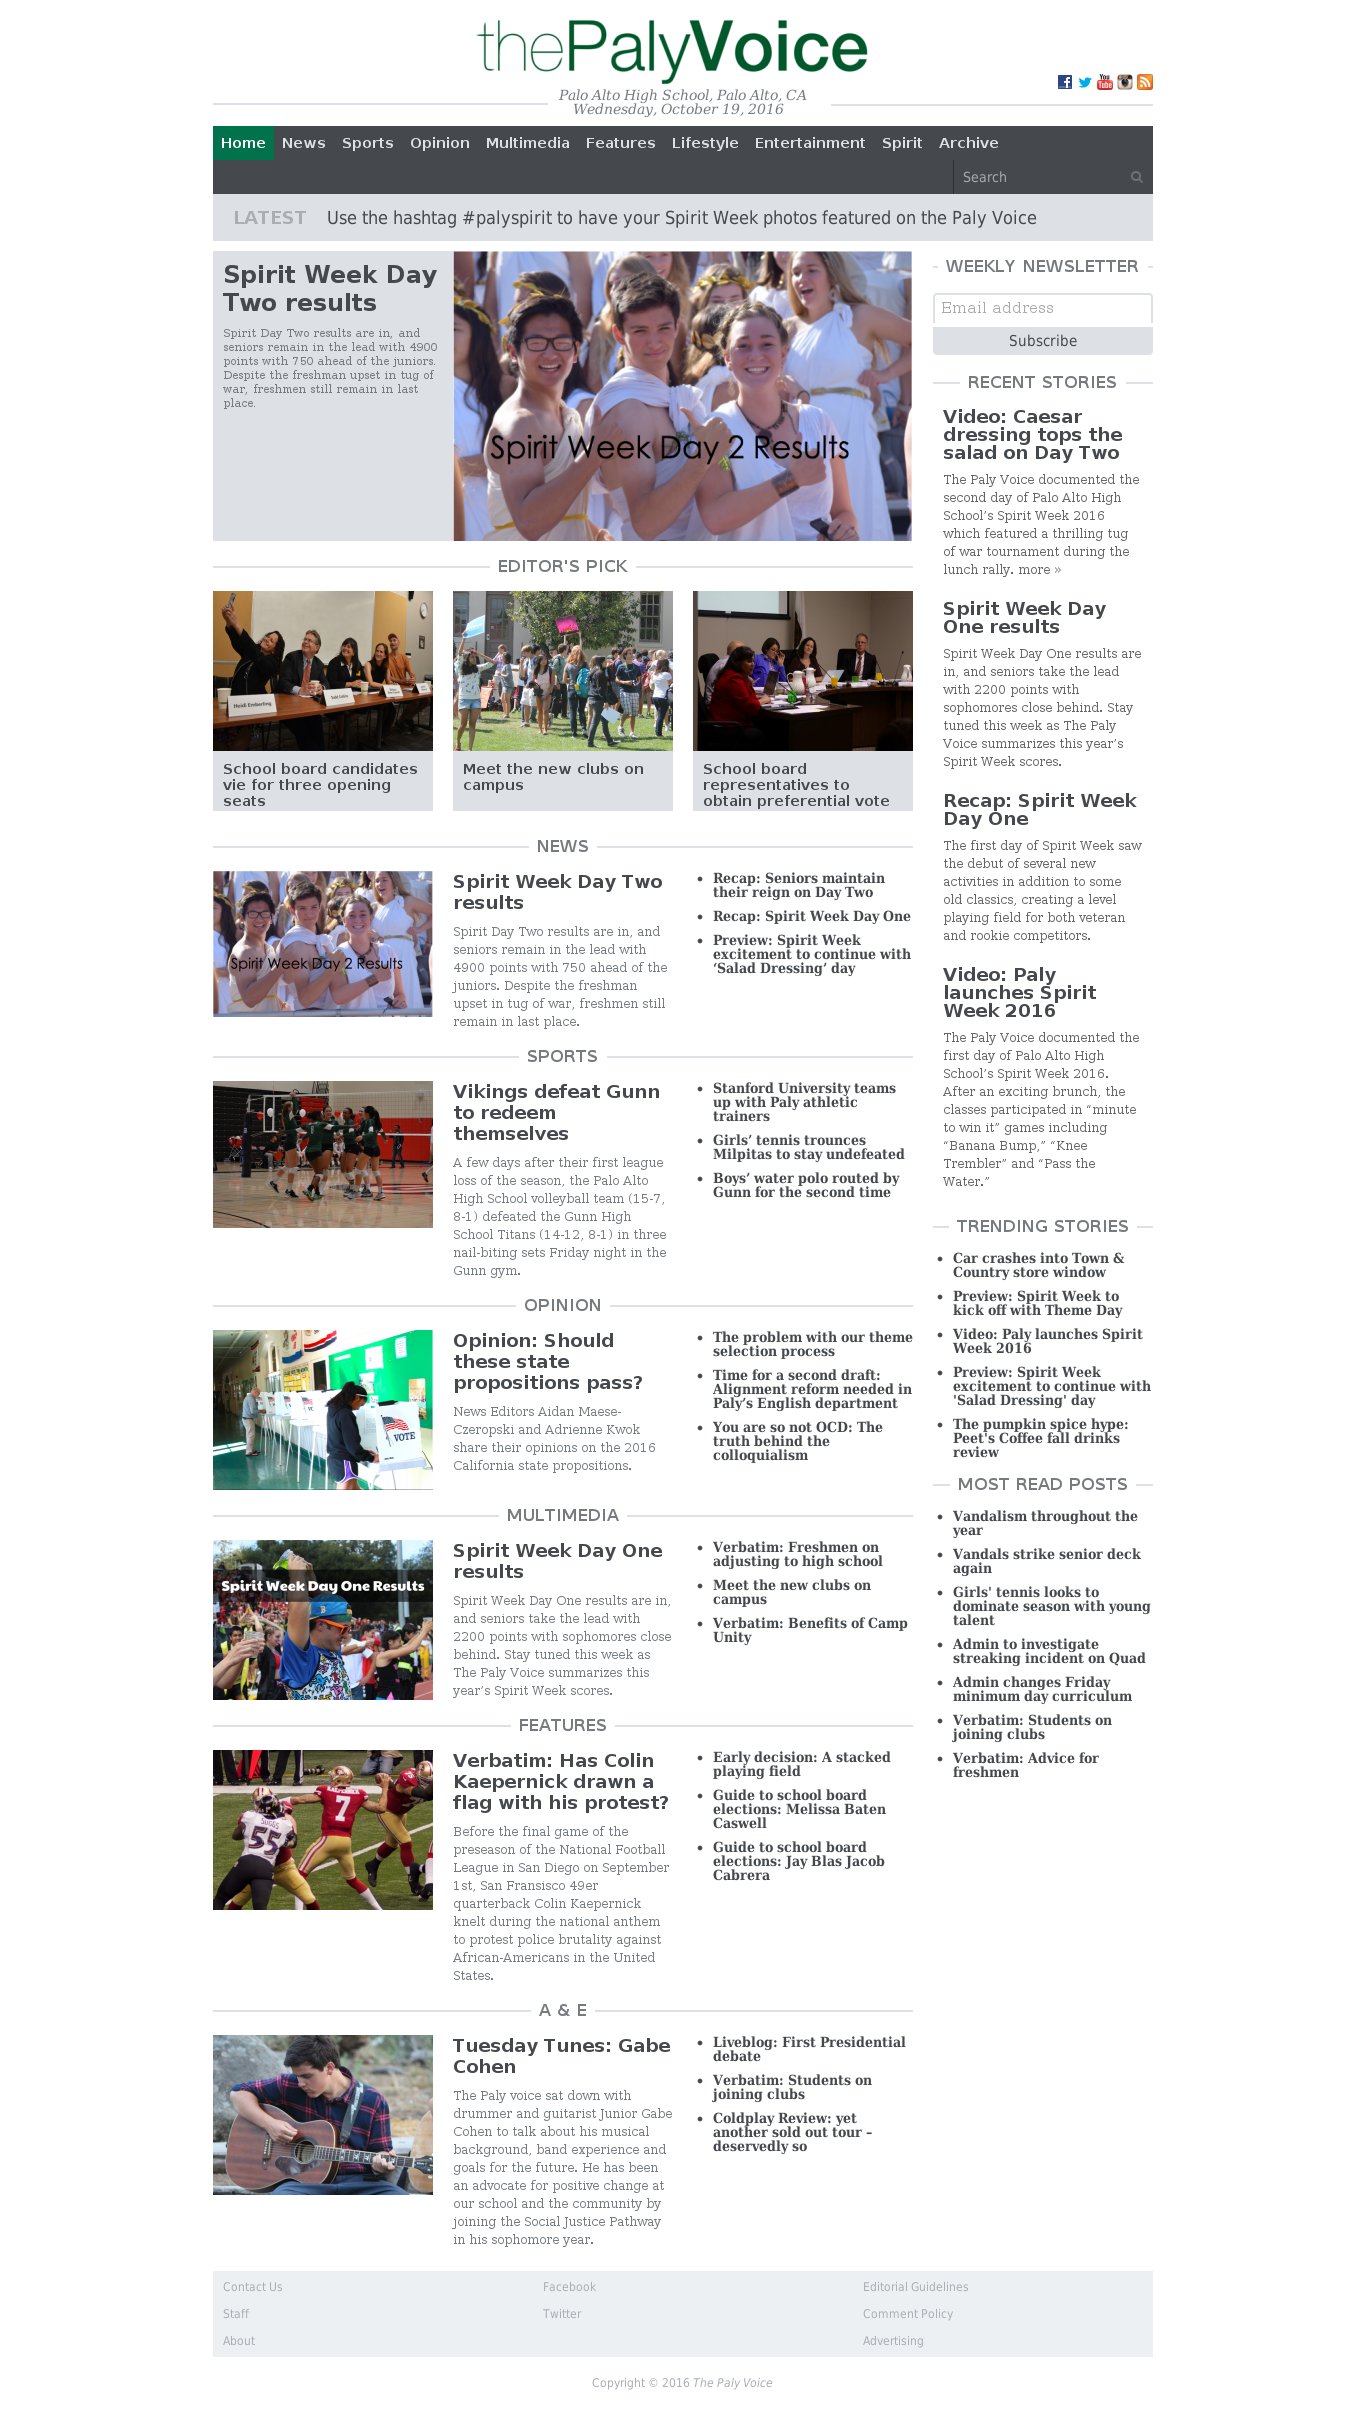 thePalyVoice
Palo Alto High School, Palo Alto, CA
Wednesday, October 19, 2016
Home News Sports Opinion Multimedia Features Lifestyle Entertainment Spirit Archive
Search
LATEST Use the hashtag #palyspirit to have your Spirit Week photos featured on the Paly Voice
Spirit Week Day
Two results
Spirit Day Two results are in, and
seniors remain in the lead with 4900
points with 750 ahead of the juniors.
Despite the freshman upset in tug of
war, freshmen still remain in last
place.
Spirit Week Day 2 Results
EDITOR'S PICK
Heidi Emberling
School board candidates
vie for three opening
seats
Meet the new clubs on
campus
School board
representatives to
obtain preferential vote
NEWS
Spirit Week Day 2 Results
Spirit Week Day Two
results
Spirit Day Two results are in, and
seniors remain in the lead with
4900 points with 750 ahead of the
juniors. Despite the freshman
upset in tug of war, freshmen still
remain in last place.
• Recap: Seniors maintain
their reign on Day Two
• Recap: Spirit Week Day One
• Preview: Spirit Week
excitement to continue with
‘Salad Dressing’ day
SPORTS
Vikings defeat Gunn
to redeem
themselves
A few days after their first league
loss of the season, the Palo Alto
High School volleyball team (15-7,
8-1) defeated the Gunn High
School Titans (14-12, 8-1) in three
nail-biting sets Friday night in the
Gunn gym.
• Stanford University teams
up with Paly athletic
trainers
• Girls’ tennis trounces
Milpitas to stay undefeated
• Boys’ water polo routed by
Gunn for the second time
OPINION
VOTE
Opinion: Should
these state
propositions pass?
News Editors Aidan Maese-
Czeropski and Adrienne Kwok
share their opinions on the 2016
California state propositions.
• The problem with our theme
selection process
• Time for a second draft:
Alignment reform needed in
Paly’s English department
• You are so not OCD: The
truth behind the
colloquialism
MULTIMEDIA
Spirit Week Day One Results
Spirit Week Day One
results
Spirit Week Day One results are in,
and seniors take the lead with
2200 points with sophomores close
behind. Stay tuned this week as
The Paly Voice summarizes this
year’s Spirit Week scores.
• Verbatim: Freshmen on
adjusting to high school
• Meet the new clubs on
campus
• Verbatim: Benefits of Camp
Unity
FEATURES
KAEPERNICK
7
SUGGS
55
Verbatim: Has Colin
Kaepernick drawn a
flag with his protest?
Before the final game of the
preseason of the National Football
League in San Diego on September
1st, San Fransisco 49er
quarterback Colin Kaepernick
knelt during the national anthem
to protest police brutality against
African-Americans in the United
States.
• Early decision: A stacked
playing field
• Guide to school board
elections: Melissa Baten
Caswell
• Guide to school board
elections: Jay Blas Jacob
Cabrera
A & E
Tuesday Tunes: Gabe
Cohen
The Paly voice sat down with
drummer and guitarist Junior Gabe
Cohen to talk about his musical
background, band experience and
goals for the future. He has been
an advocate for positive change at
our school and the community by
joining the Social Justice Pathway
in his sophomore year.
• Liveblog: First Presidential
debate
• Verbatim: Students on
joining clubs
• Coldplay Review: yet
another sold out tour –
deservedly so
WEEKLY NEWSLETTER
Email address
Subscribe
RECENT STORIES
Video: Caesar
dressing tops the
salad on Day Two
The Paly Voice documented the
second day of Palo Alto High
School’s Spirit Week 2016
which featured a thrilling tug
of war tournament during the
lunch rally. more »
Spirit Week Day
One results
Spirit Week Day One results are
in, and seniors take the lead
with 2200 points with
sophomores close behind. Stay
tuned this week as The Paly
Voice summarizes this year’s
Spirit Week scores.
Recap: Spirit Week
Day One
The first day of Spirit Week saw
the debut of several new
activities in addition to some
old classics, creating a level
playing field for both veteran
and rookie competitors.
Video: Paly
launches Spirit
Week 2016
The Paly Voice documented the
first day of Palo Alto High
School’s Spirit Week 2016.
After an exciting brunch, the
classes participated in “minute
to win it” games including
“Banana Bump,” “Knee
Trembler” and “Pass the
Water.”
TRENDING STORIES
• Car crashes into Town &
Country store window
• Preview: Spirit Week to
kick off with Theme Day
• Video: Paly launches Spirit
Week 2016
• Preview: Spirit Week
excitement to continue with
'Salad Dressing' day
• The pumpkin spice hype:
Peet's Coffee fall drinks
review
MOST READ POSTS
• Vandalism throughout the
year
• Vandals strike senior deck
again
• Girls' tennis looks to
dominate season with young
talent
• Admin to investigate
streaking incident on Quad
• Admin changes Friday
minimum day curriculum
• Verbatim: Students on
joining clubs
• Verbatim: Advice for
freshmen
Contact Us
Staff
About
Facebook
Twitter
Editorial Guidelines
Comment Policy
Advertising
Copyright © 2016 The Paly Voice